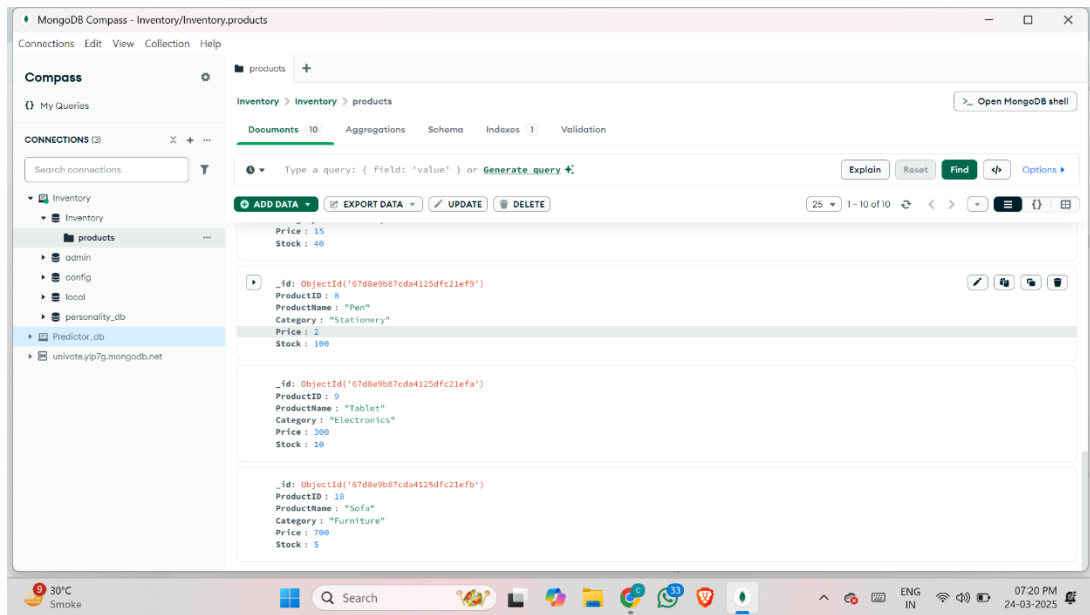 MongoDB Compass - Inventory/Inventory.products
Connections Edit View Collection Help
Compass
{} My Queries
CONNECTIONS (3)
Search connections
Inventory
Inventory
products
admin
config
local
personality_db
Predictor_db
univote.ylp7g.mongodb.net
products
Inventory > Inventory > products
>_ Open MongoDB shell
Documents 10 Aggregations Schema Indexes 1 Validation
Type a query: { field: 'value' } or Generate query
Explain Reset Find </> Options
ADD DATA EXPORT DATA UPDATE DELETE
25 1 - 10 of 10
Price : 15
Stock : 40
_id: ObjectId('67d8e9b87cda4125dfc21ef9')
ProductID : 8
ProductName : "Pen"
Category : "Stationery"
Price : 2
Stock : 100
_id: ObjectId('67d8e9b87cda4125dfc21efa')
ProductID : 9
ProductName : "Tablet"
Category : "Electronics"
Price : 300
Stock : 10
_id: ObjectId('67d8e9b87cda4125dfc21efb')
ProductID : 10
ProductName : "Sofa"
Category : "Furniture"
Price : 700
Stock : 5
9
30°C
Smoke
Search
C
33
ENG
IN
07:20 PM
24-03-2025